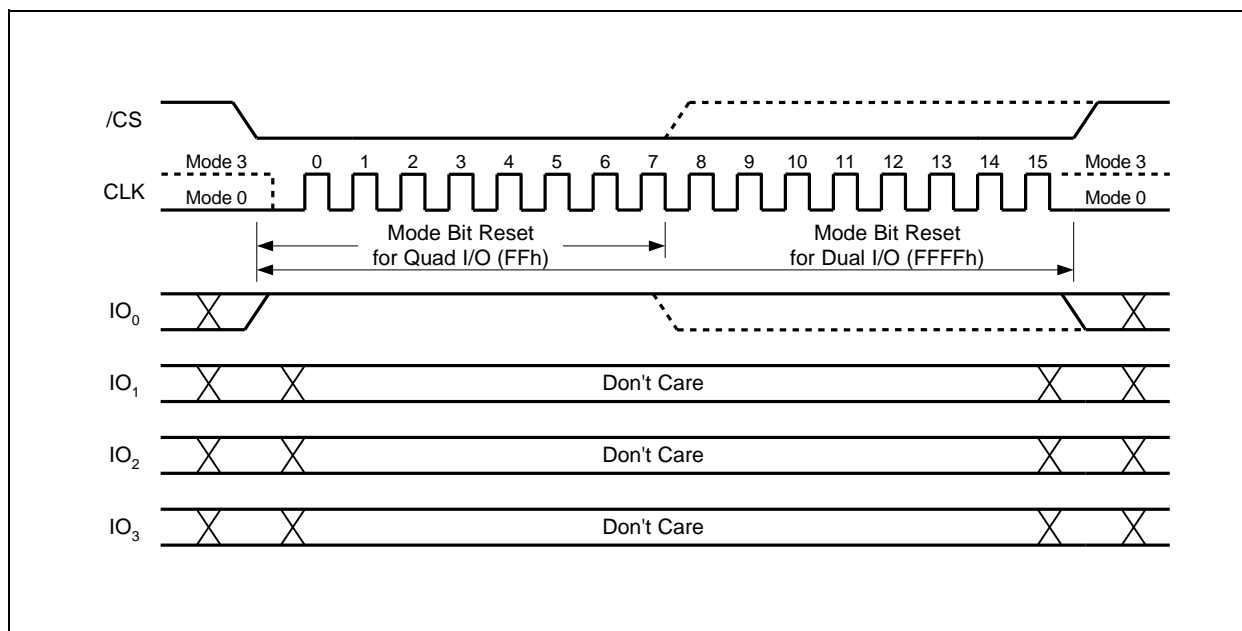 /CS
Mode 3 0 1 2 3 4 5 6 7 8 9 10 11 12 13 14 15 Mode 3
CLK
Mode 0 Mode 0
Mode Bit Reset Mode Bit Reset
for Quad I/O (FFh) for Dual I/O (FFFFh)
IO0
IO1 Don't Care
IO2 Don't Care
IO3 Don't Care